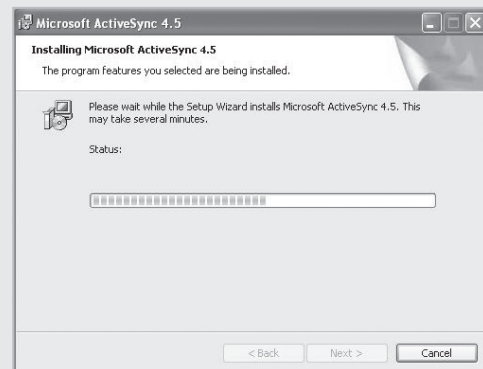 Microsoft ActiveSync 4.5
Installing Microsoft ActiveSync 4.5
The program features you selected are being installed.
Please wait while the Setup Wizard installs Microsoft ActiveSync 4.5. This
may take several minutes.
Status:
< Back
Next >
Cancel